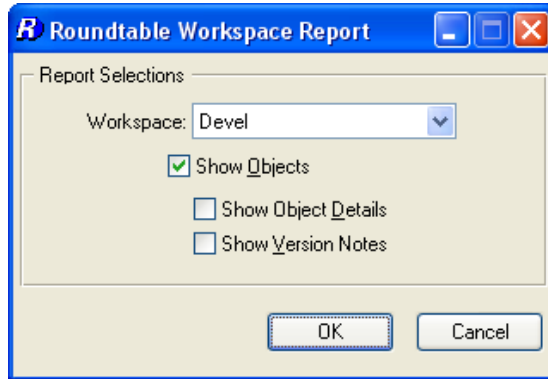 R Roundtable Workspace Report
Report Selections
Workspace: Devel
Show Objects
Show Object Details
Show Version Notes
OK Cancel